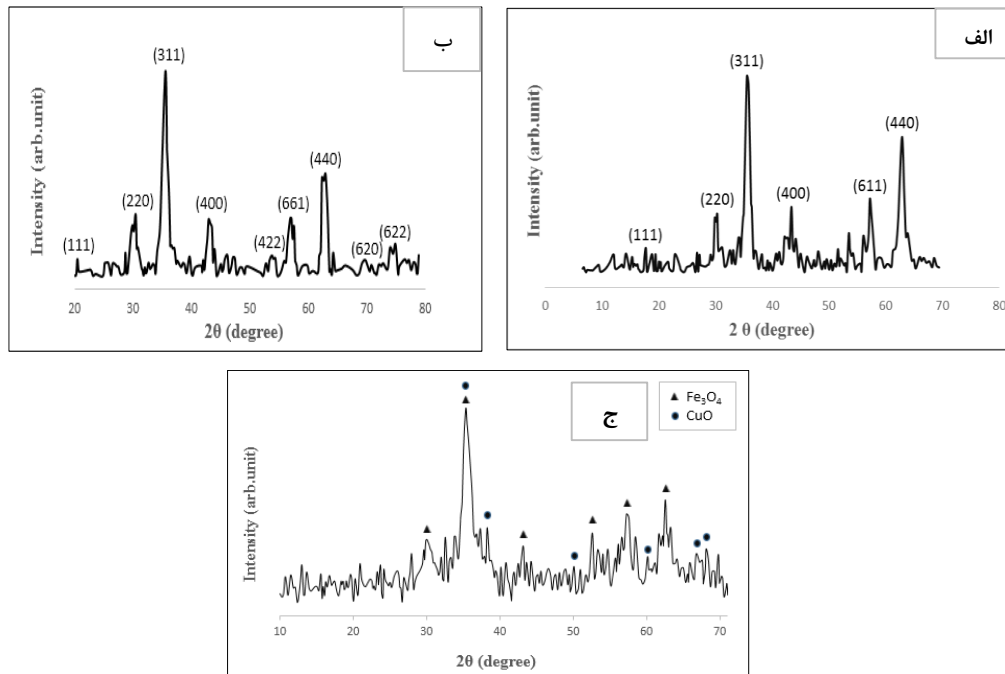 الف
(311)
(440)
(220)
(400)
(611)
(111)
Intensity (arb.unit)
0 10 20 30 40 50 60 70 80
2 θ (degree)
ب
(311)
(440)
(220)
(400)
(661)
(422)
(622)
(620)
(111)
Intensity (arb.unit)
20 30 40 50 60 70 80
2θ (degree)
ج
Fe₃O₄
CuO
Intensity (arb.unit)
10 20 30 40 50 60 70
2θ (degree)